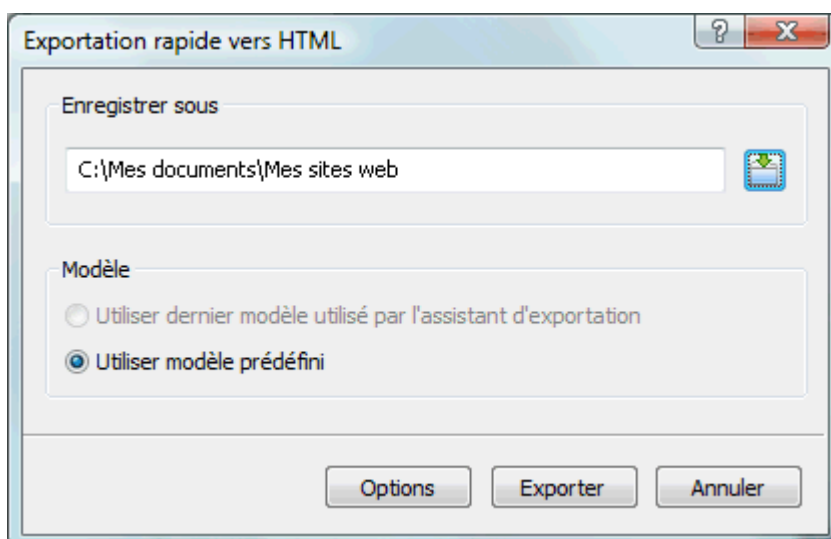 Exportation rapide vers HTML
Enregistrer sous
C:\Mes documents\Mes sites web
Modèle
Utiliser dernier modèle utilisé par l'assistant d'exportation
Utiliser modèle prédéfini
Options Exporter Annuler